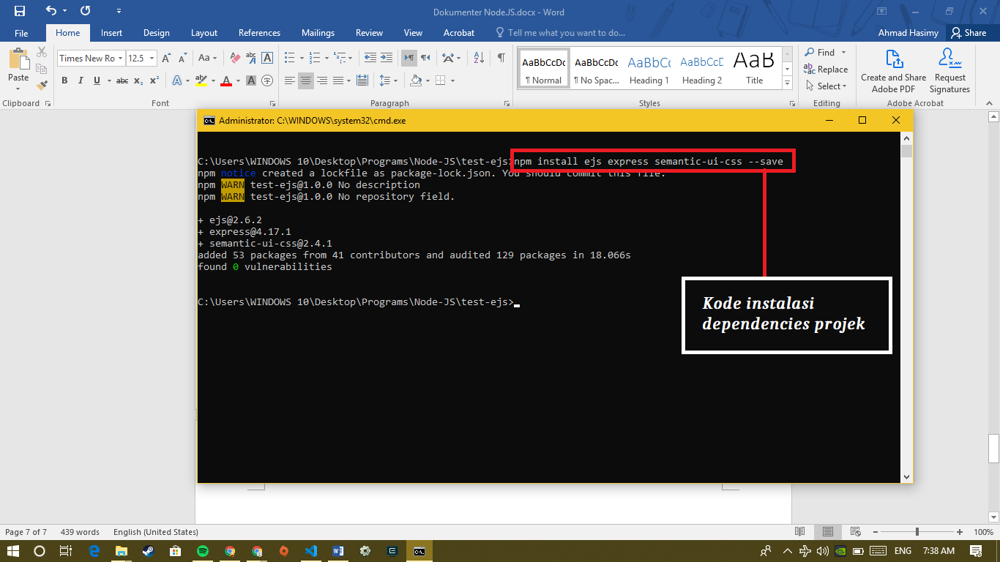 Dokumenter Node.JS.docx - Word
File Home Insert Design Layout References Mailings Review View Acrobat Tell me what you want to do... Ahmad Hasimy Share
Paste
Times New Ro 12.5
B I U abc x₂ x²
Clipboard Font Paragraph
AaBbCcDc AaBbCcDc AaBbCc AaBbCcD AaB
¶ Normal ¶ No Spac... Heading 1 Heading 2 Title
Styles
Find
Replace
Select
Editing
Create and Share
Adobe PDF
Request
Signatures
Adobe Acrobat
Administrator: C:\WINDOWS\system32\cmd.exe
C:\Users\WINDOWS 10\Desktop\Programs\Node-JS\test-ejs>npm install ejs express semantic-ui-css --save
npm notice created a lockfile as package-lock.json. You should commit this file.
npm WARN test-ejs@1.0.0 No description
npm WARN test-ejs@1.0.0 No repository field.
+ ejs@2.6.2
+ express@4.17.1
+ semantic-ui-css@2.4.1
added 53 packages from 41 contributors and audited 129 packages in 18.066s
found 0 vulnerabilities
C:\Users\WINDOWS 10\Desktop\Programs\Node-JS\test-ejs>
Kode instalasi
dependencies projek
Page 7 of 7 439 words English (United States) 100%
ENG 7:38 AM